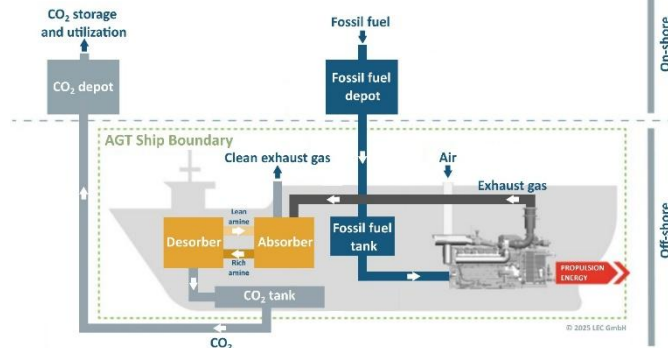 CO₂ storage
and utilization
Fossil fuel
CO₂ depot
Fossil fuel
depot
On-shore
AGT Ship Boundary
Clean exhaust gas
Air
Exhaust gas
Desorber
Lean
amine
Rich
amine
Absorber
Fossil fuel
tank
CO₂ tank
PROPULSION
ENERGY
Off-shore
© 2025 LEC GmbH
CO₂